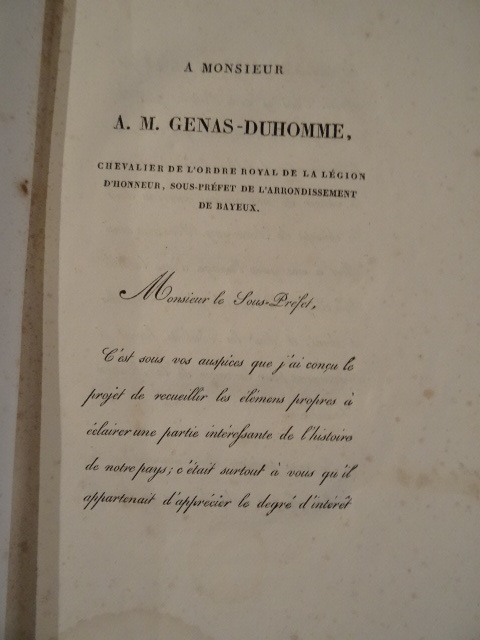 A MONSIEUR
A. M. GENAS-DUHOMME,
CHEVALIER DE L'ORDRE ROYAL DE LA LÉGION
D'HONNEUR, SOUS-PRÉFET DE L'ARRONDISSEMENT
DE BAYEUX.
Monsieur le Sous-Préfet,
C'est sous vos auspices que j'ai conçu le
projet de recueillir les élémens propres à
éclairer une partie intéressante de l'histoire
de notre pays; c'était surtout à vous qu'il
appartenait d'apprécier le degré d'intérêt